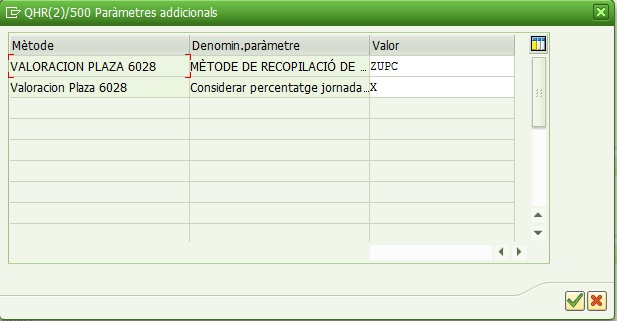 QHR(2)/500 Paràmetres addicionals
Mètode Denomin.paràmetre Valor
VALORACION PLAZA 6028 MÈTODE DE RECOPILACIÓ DE ... ZUPC
Valoracion Plaza 6028 Considerar percentatge jornada... X